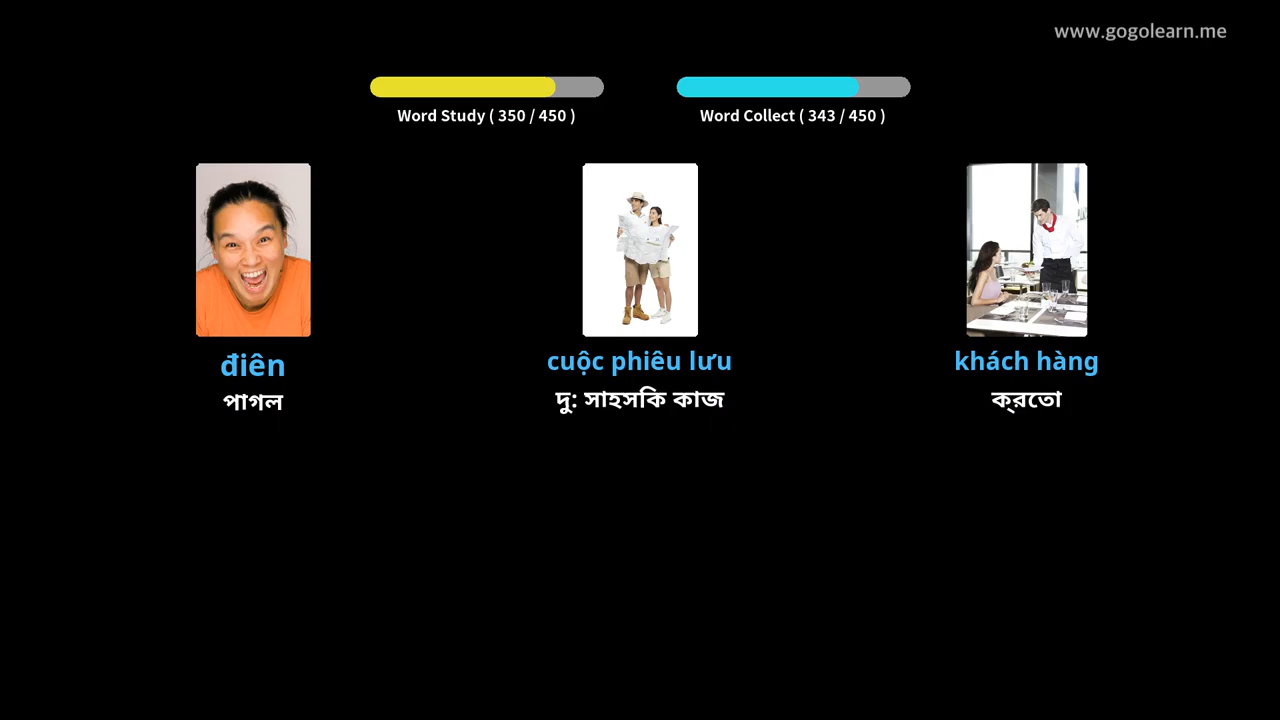 www.gogolearn.me
Word Study ( 350 / 450 )
Word Collect ( 343 / 450 )
điên
cuộc phiêu lưu
khách hàng
পাগল
দু: সাহসকি কাজ
ক্রতো